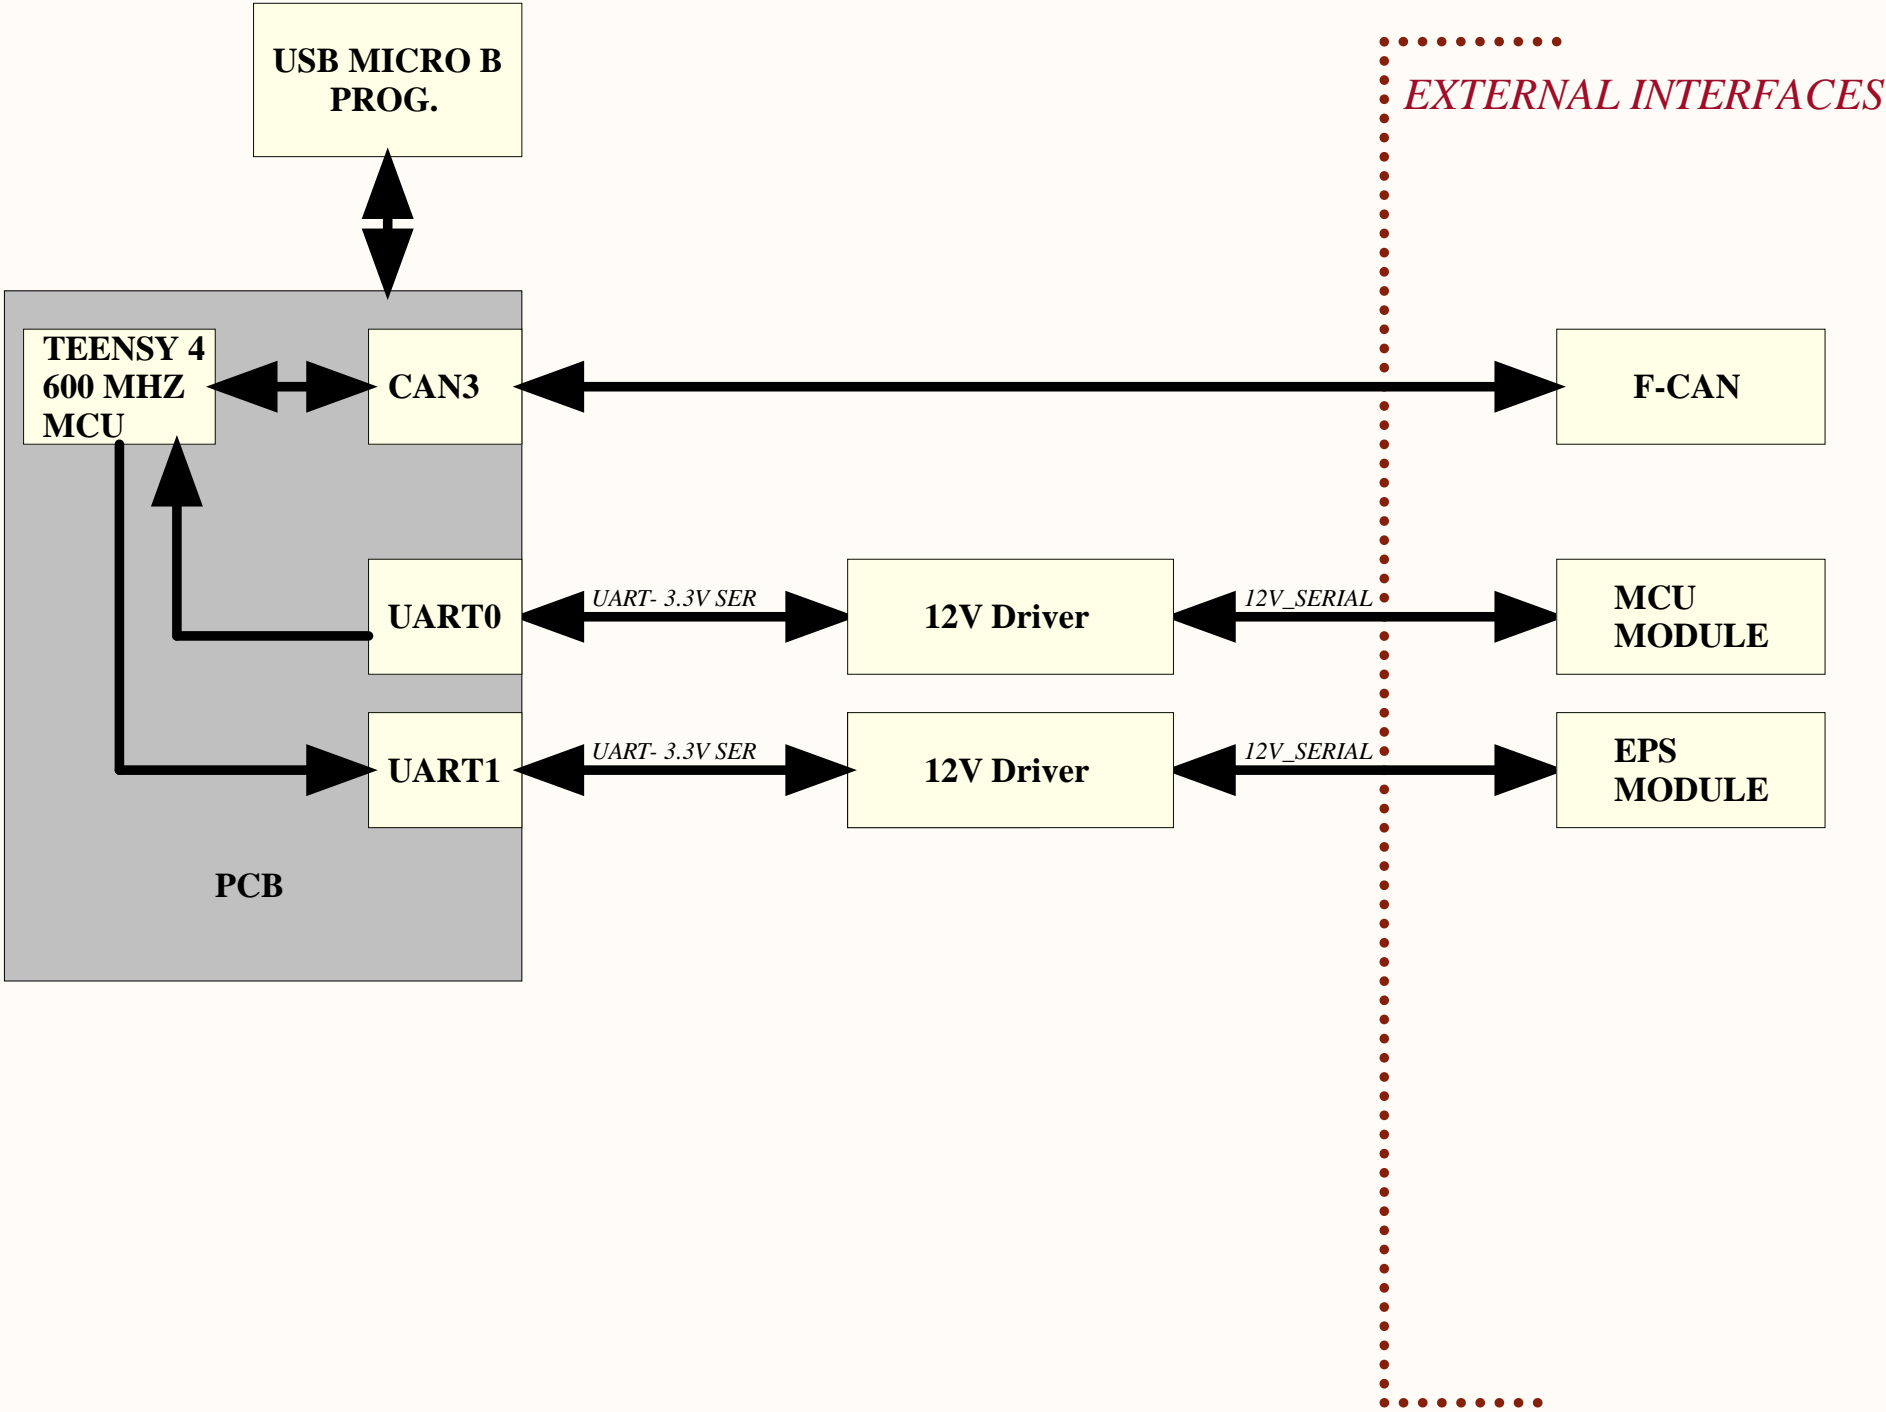 USB MICRO B
PROG.
EXTERNAL INTERFACES
TEENSY 4
600 MHZ
MCU
CAN3
F-CAN
UART0
UART- 3.3V SER
12V Driver
12V_SERIAL
MCU
MODULE
UART1
UART- 3.3V SER
12V Driver
12V_SERIAL
EPS
MODULE
PCB